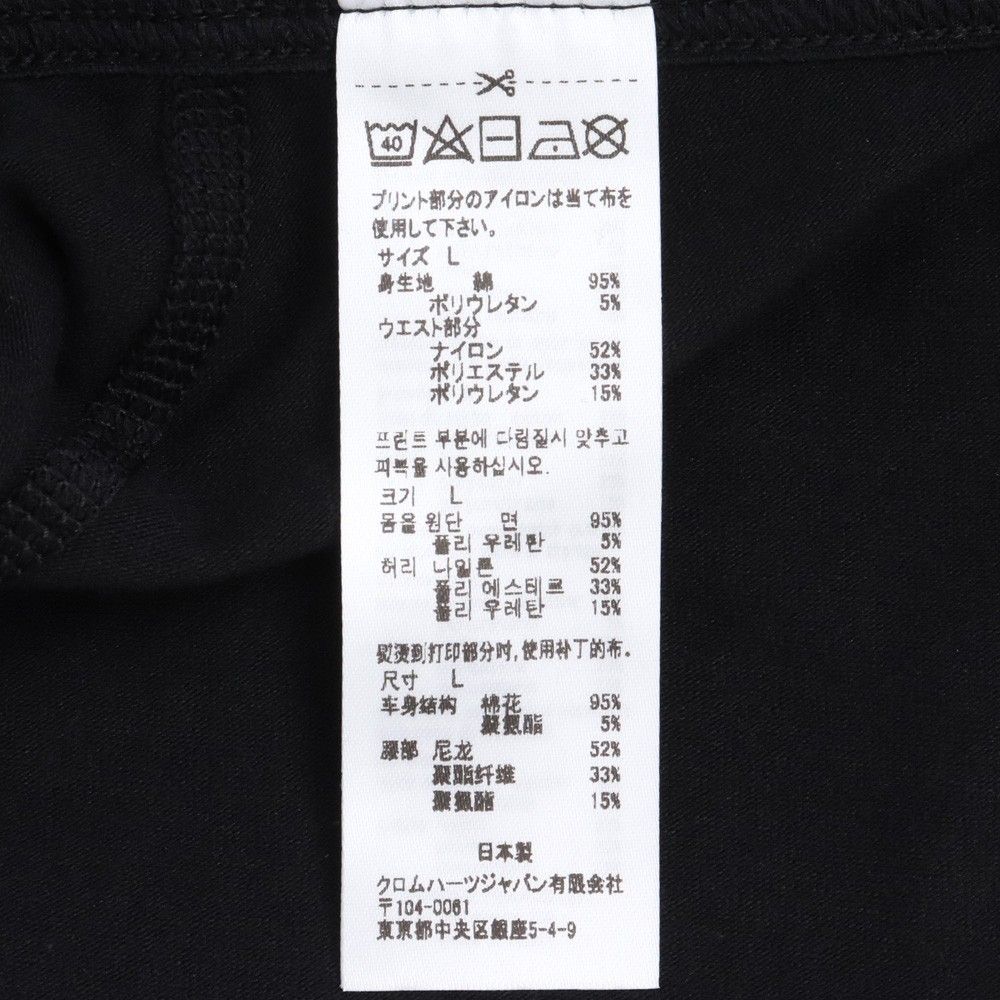 40
プリント部分のアイロンは当て布を
使用して下さい。
サイズ L
身生地 綿 95%
ポリウレタン 5%
ウエスト部分
ナイロン 52%
ポリエステル 33%
ポリウレタン 15%
프린트 부분에 다림질시 맞추고
피복을 사용하십시오.
크기 L
몸을 원단 면 95%
폴리 우레탄 5%
허리 나일론 52%
폴리 에스테르 33%
폴리 우레탄 15%
熨烫到打印部分时,使用补丁的布。
尺寸 L
车身结构 棉花 95%
聚氨酯 5%
腰部 尼龙 52%
聚酯纤维 33%
聚氨酯 15%
日本製
クロムハーツジャパン有限会社
〒104-0061
東京都中央区銀座5-4-9